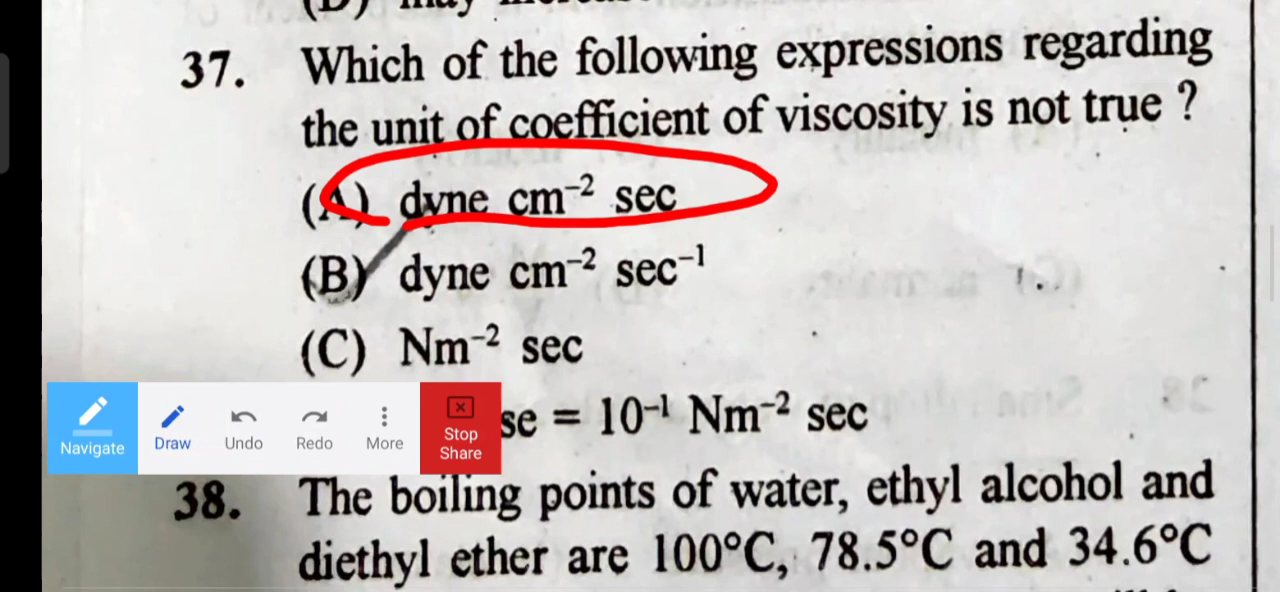 37. Which of the following expressions regarding
the unit of coefficient of viscosity is not true ?
(A) dyne cm⁻² sec
(B) dyne cm⁻² sec⁻¹
(C) Nm⁻² sec
se = 10⁻¹ Nm⁻² sec
Navigate Draw Undo Redo More Stop Share
38. The boiling points of water, ethyl alcohol and
diethyl ether are 100°C, 78.5°C and 34.6°C